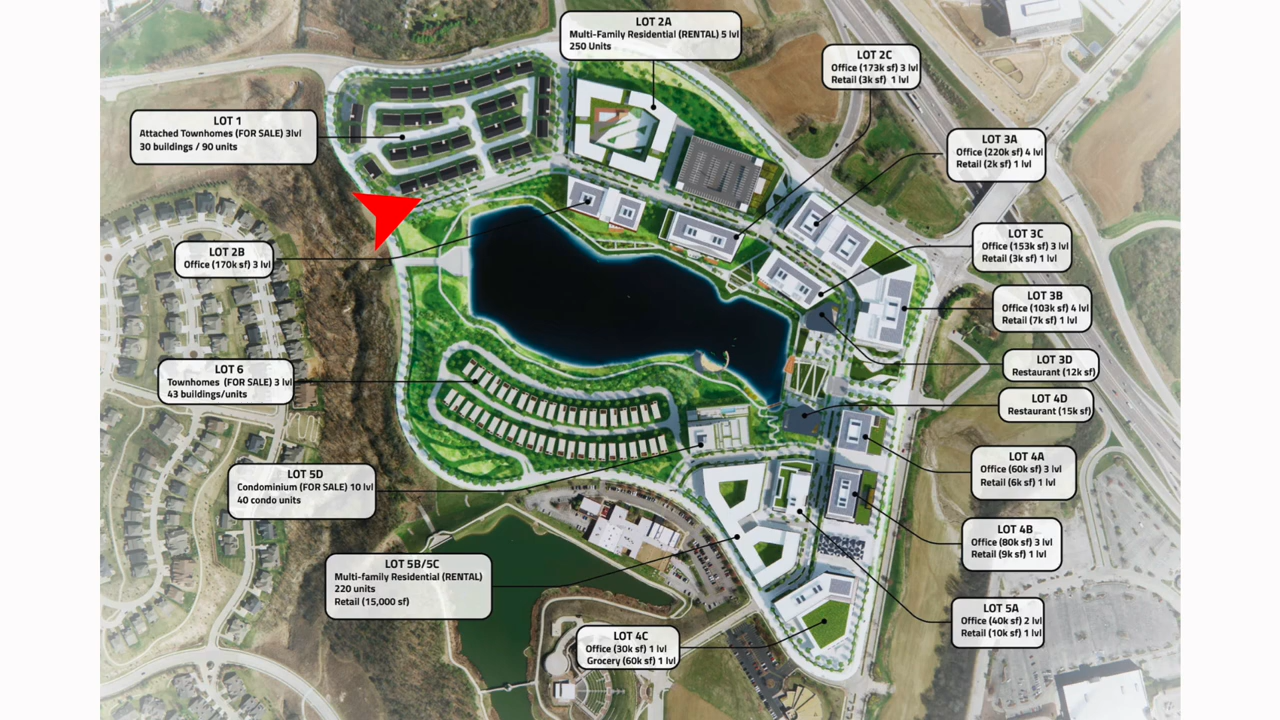 LOT 2A
Multi-Family Residential (RENTAL) 5 lvl
250 Units
LOT 2C
Office (173k sf) 3 lvl
Retail (3k sf) 1 lvl
LOT 1
Attached Townhomes (FOR SALE) 3lvl
30 buildings / 90 units
LOT 3A
Office (220k sf) 4 lvl
Retail (2k sf) 1 lvl
LOT 3C
Office (153k sf) 3 lvl
Retail (3k sf) 1 lvl
LOT 2B
Office (170k sf) 3 lvl
LOT 3B
Office (103k sf) 4 lvl
Retail (7k sf) 1 lvl
LOT 3D
Restaurant (12k sf)
LOT 6
Townhomes (FOR SALE) 3 lvl
43 buildings/units
LOT 4D
Restaurant (15k sf)
LOT 4A
Office (60k sf) 3 lvl
Retail (6k sf) 1 lvl
LOT 5D
Condominium (FOR SALE) 10 lvl
40 condo units
LOT 4B
Office (80k sf) 3 lvl
Retail (9k sf) 1 lvl
LOT 5B/5C
Multi-family Residential (RENTAL)
220 units
Retail (15,000 sf)
LOT 5A
Office (40k sf) 2 lvl
Retail (10k sf) 1 lvl
LOT 4C
Office (30k sf) 1 lvl
Grocery (60k sf) 1 lvl